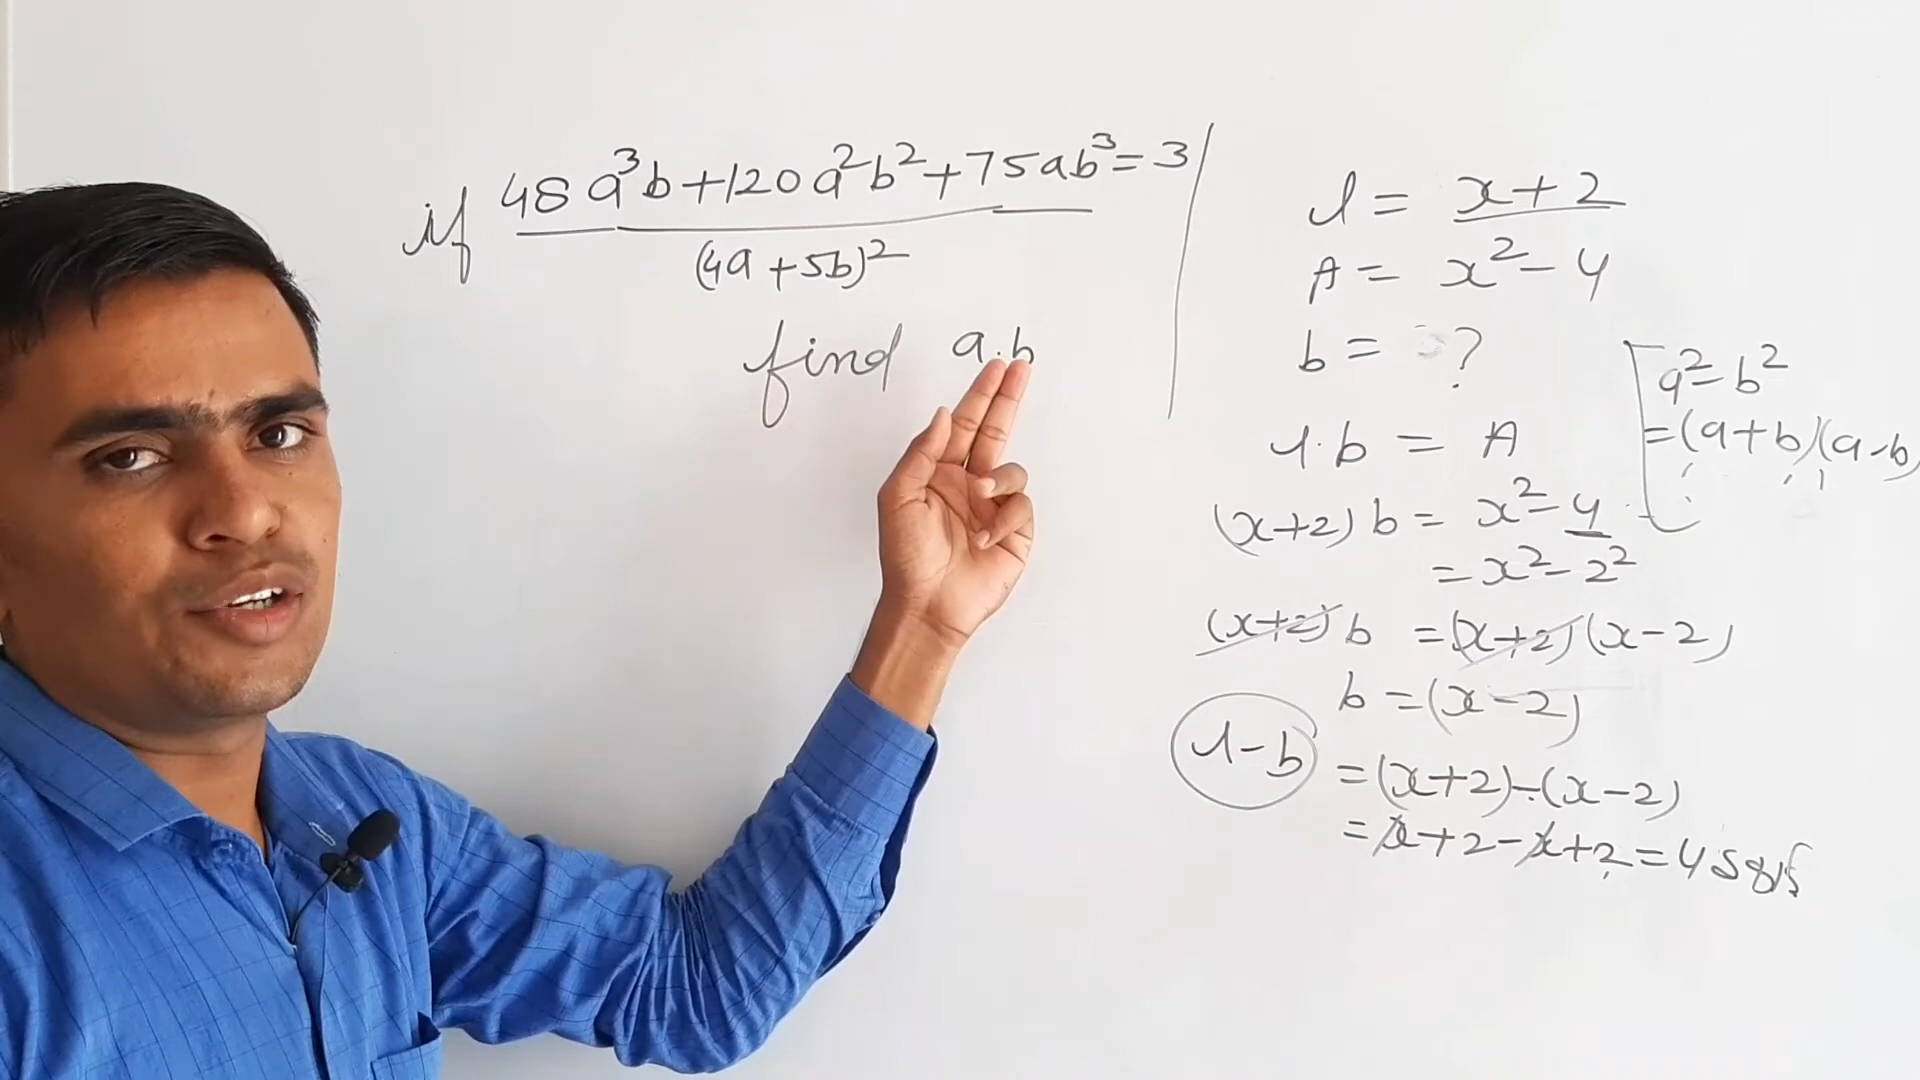 if 48a³b+120a²b²+75ab³=3
(4a+5b)²
find a.b
l = x+2
A = x²-4
b = ?
l.b = A
(x+2) b = x²-4
= x²-2²
(x+2) b = (x+2)(x-2)
b = (x-2)
l-b = (x+2)-(x-2)
= x+2-x+2=4
a²-b²
=(a+b)(a-b)